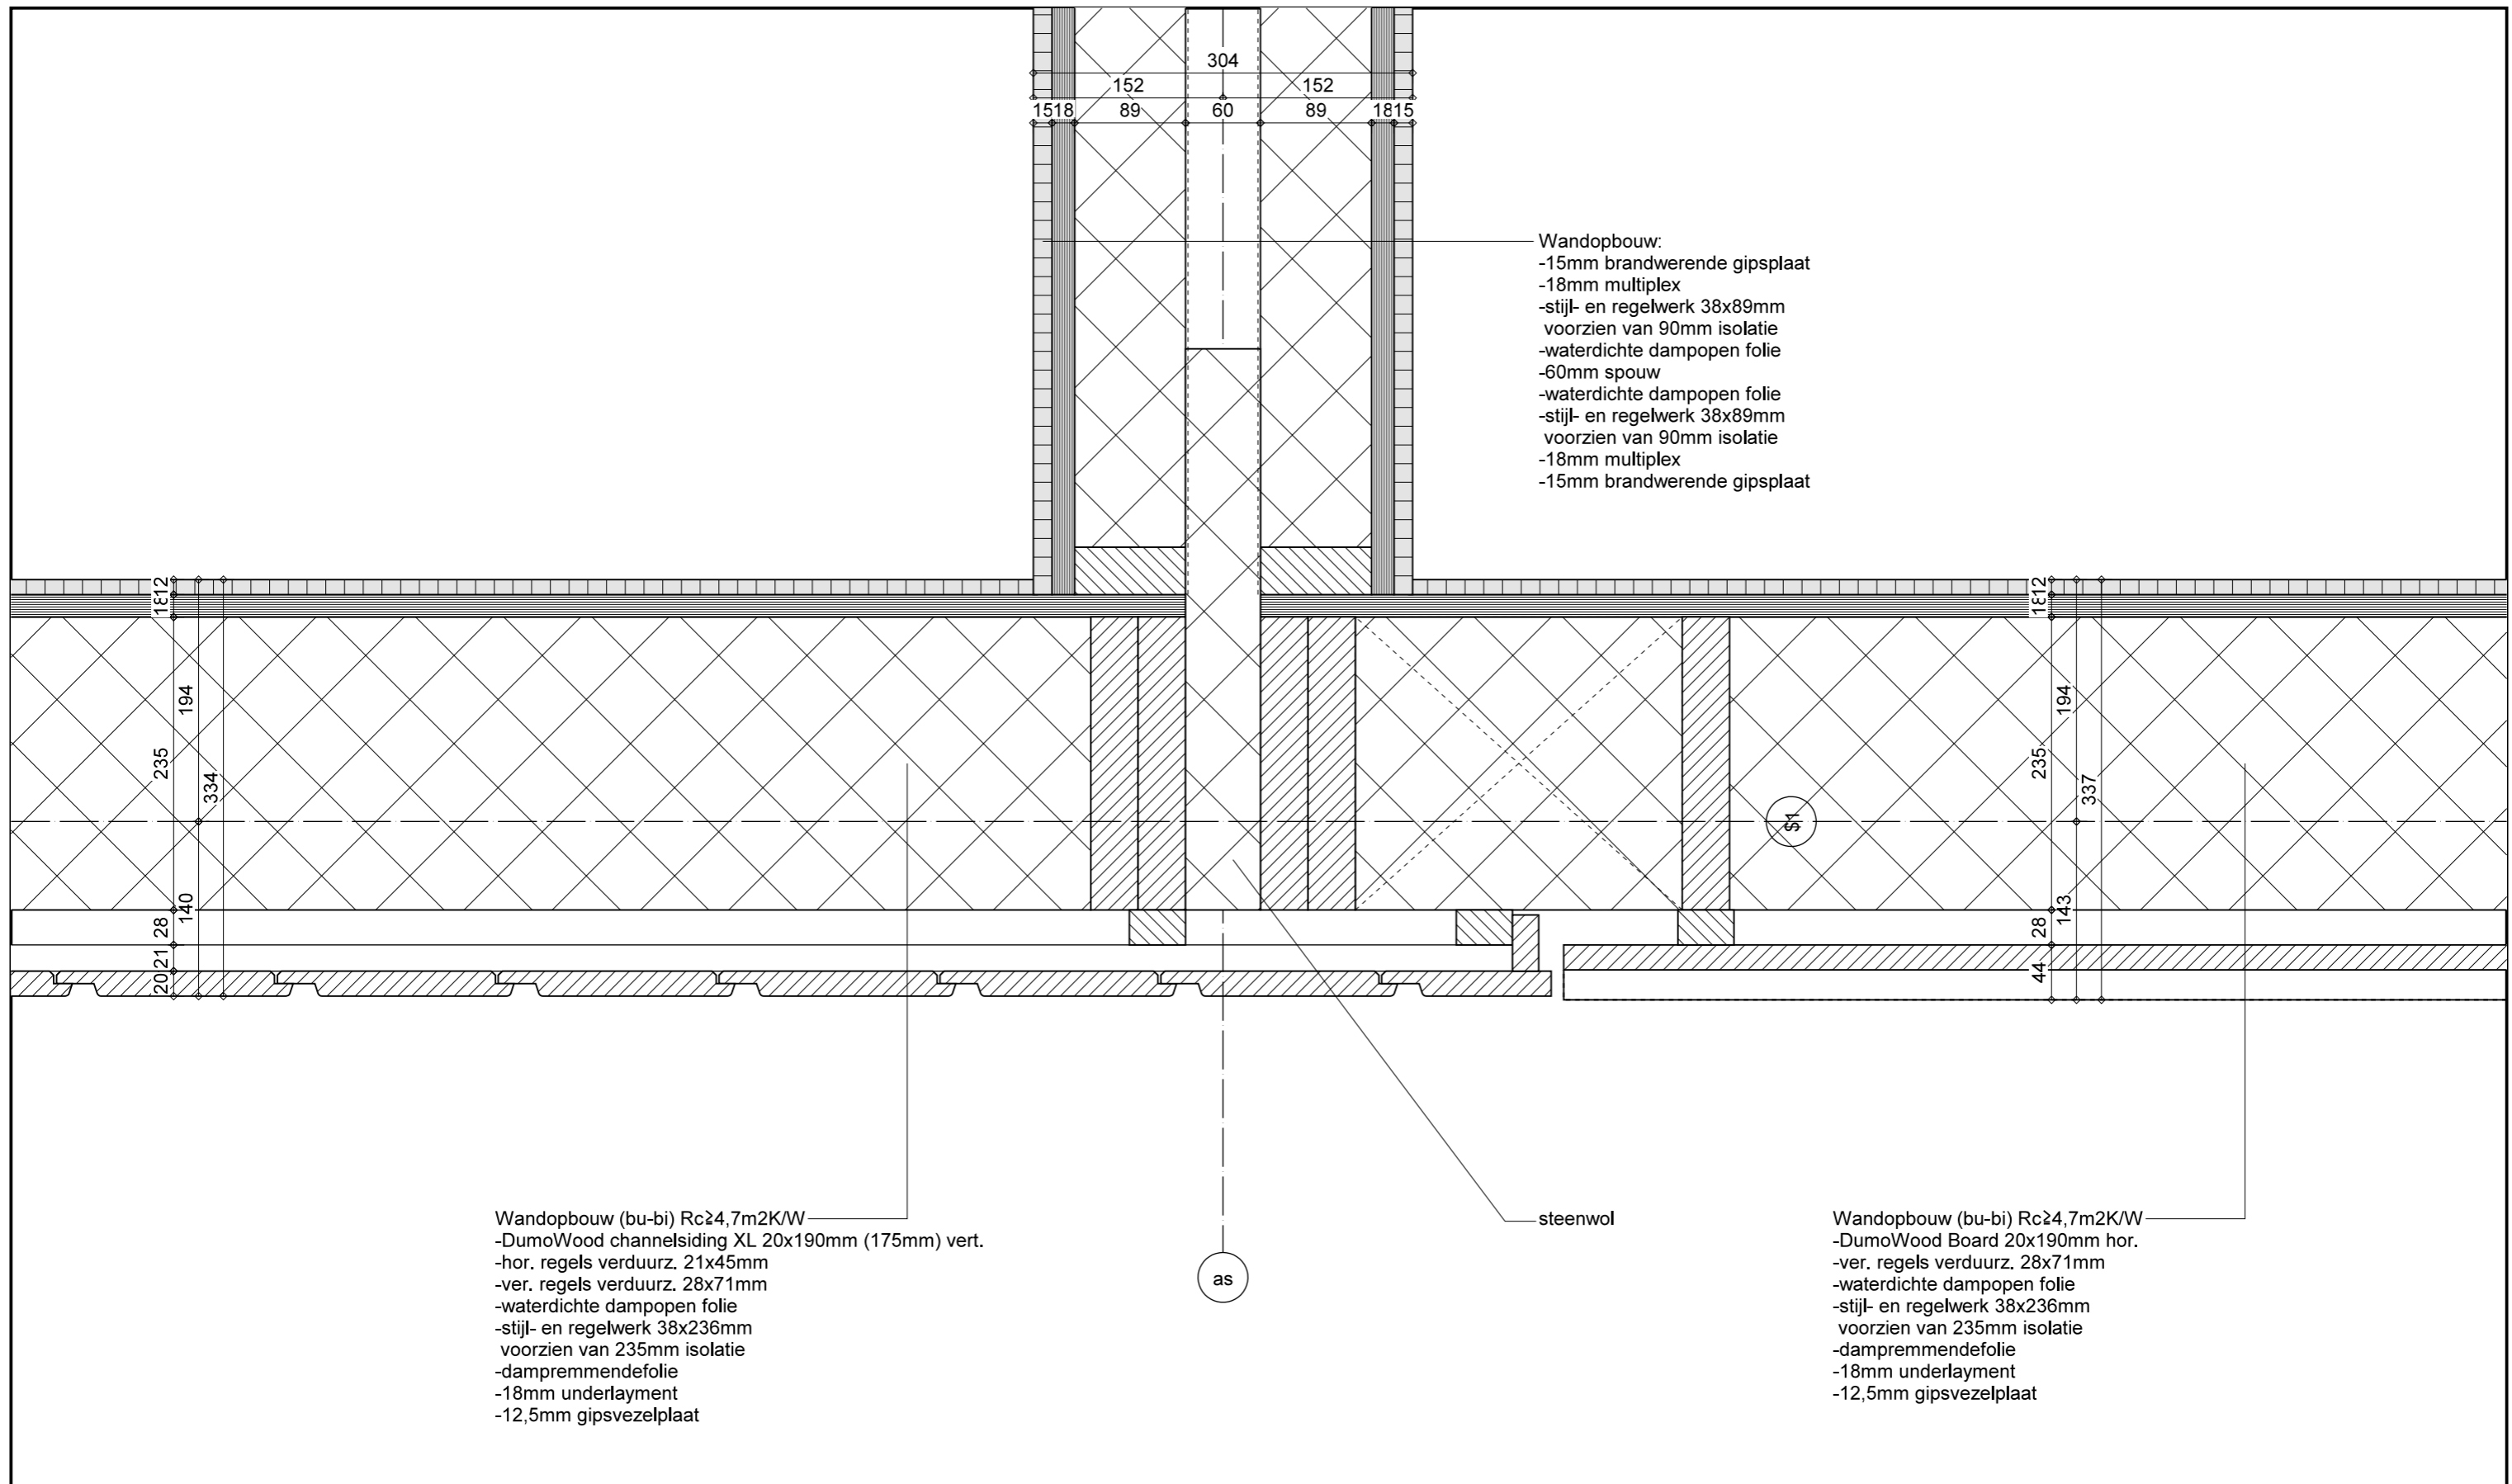 304
152
152
15
18
89
60
89
18
15
Wandopbouw:
-15mm brandwerende gipsplaat
-18mm multiplex
-stijl- en regelwerk 38x89mm
voorzien van 90mm isolatie
-waterdichte dampopen folie
-60mm spouw
-waterdichte dampopen folie
-stijl- en regelwerk 38x89mm
voorzien van 90mm isolatie
-18mm multiplex
-15mm brandwerende gipsplaat
12
18
194
235
334
140
28
21
20
12
18
194
235
337
143
28
44
S1
Wandopbouw (bu-bi) Rc≥4,7m2K/W
-DumoWood channelsiding XL 20x190mm (175mm) vert.
-hor. regels verduurz. 21x45mm
-ver. regels verduurz. 28x71mm
-waterdichte dampopen folie
-stijl- en regelwerk 38x236mm
voorzien van 235mm isolatie
-dampremmendefolie
-18mm underlayment
-12,5mm gipsvezelplaat
as
steenwol
Wandopbouw (bu-bi) Rc≥4,7m2K/W
-DumoWood Board 20x190mm hor.
-ver. regels verduurz. 28x71mm
-waterdichte dampopen folie
-stijl- en regelwerk 38x236mm
voorzien van 235mm isolatie
-dampremmendefolie
-18mm underlayment
-12,5mm gipsvezelplaat